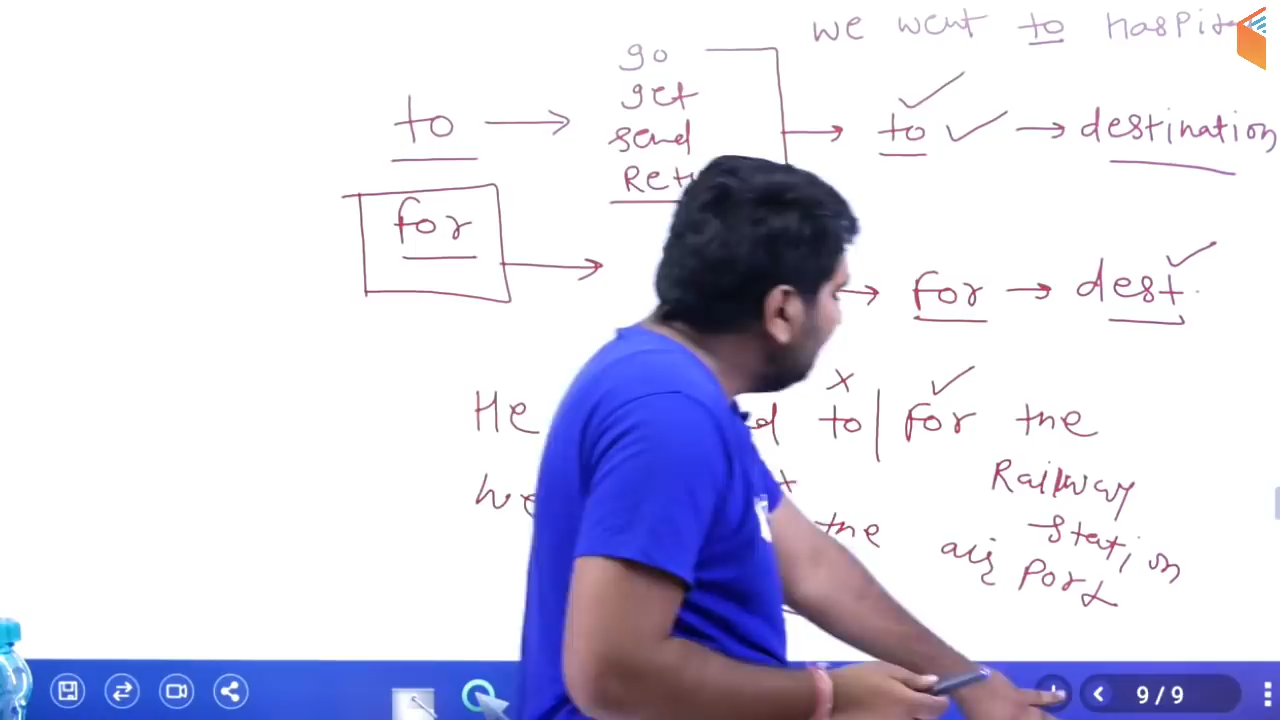 we went to
go
get
to → send → to ✓ → destination
for → for → dest.
He to | for the
Railway
we the air Station
Port
9 / 9